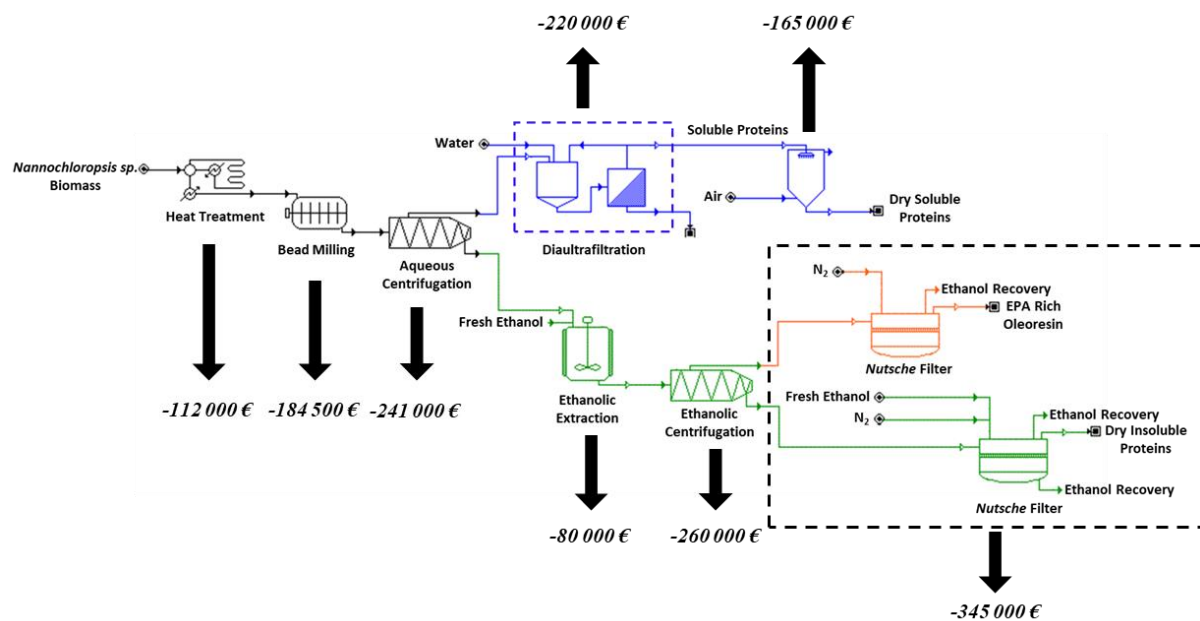 -220 000 €
-165 000 €
Water
Soluble Proteins
Nannochloropsis sp.
Biomass
Heat Treatment
Bead Milling
Aqueous
Centrifugation
Diaultrafiltration
Air
Dry Soluble
Proteins
-112 000 €
-184 500 €
-241 000 €
Fresh Ethanol
Ethanolic
Extraction
Ethanolic
Centrifugation
N2
Ethanol Recovery
EPA Rich
Oleoresin
Nutsche Filter
Fresh Ethanol
N2
Ethanol Recovery
Dry Insoluble
Proteins
Ethanol Recovery
Nutsche Filter
-80 000 €
-260 000 €
-345 000 €